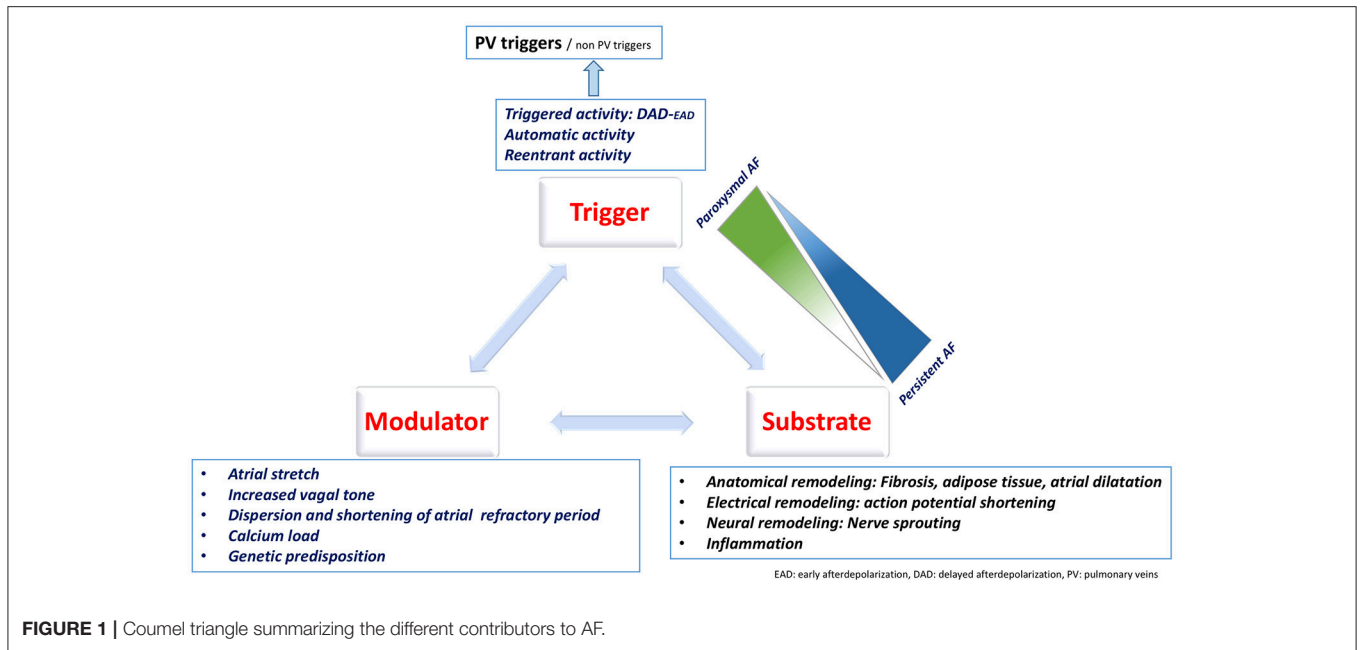 PV triggers / non PV triggers
Triggered activity: DAD-EAD
Automatic activity
Reentrant activity
Trigger
Paroxysmal AF
Persistent AF
Modulator
Substrate
• Atrial stretch
• Increased vagal tone
• Dispersion and shortening of atrial refractory period
• Calcium load
• Genetic predisposition
• Anatomical remodeling: Fibrosis, adipose tissue, atrial dilatation
• Electrical remodeling: action potential shortening
• Neural remodeling: Nerve sprouting
• Inflammation
EAD: early afterdepolarization, DAD: delayed afterdepolarization, PV: pulmonary veins
FIGURE 1 | Coumel triangle summarizing the different contributors to AF.